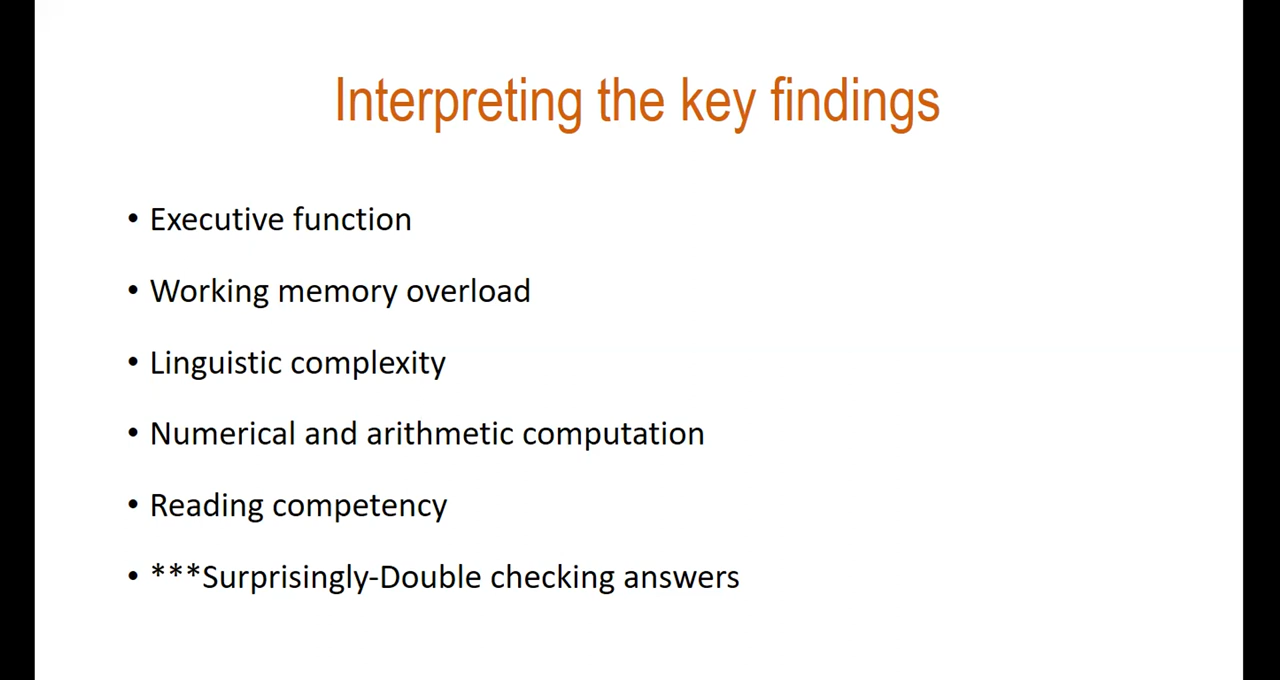 Interpreting the key findings
• Executive function
• Working memory overload
• Linguistic complexity
• Numerical and arithmetic computation
• Reading competency
• ***Surprisingly-Double checking answers